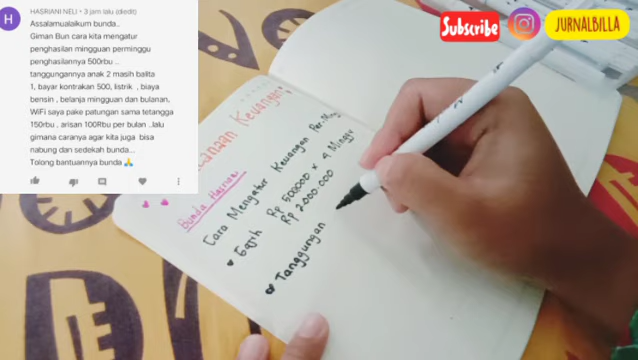 HASRIANI NELI • 3 jam lalu (diedit)
Assalamualaikum bunda..
Giman Bun cara kita mengatur
penghasilan mingguan perminggu
penghasilannya 500rbu ..
tanggungannya anak 2 masih balita
1, bayar kontrakan 500, listrik , biaya
bensin , belanja mingguan dan bulanan,
WiFi saya pake patungan sama tetangga
150rbu , arisan 100Rbu per bulan ..lalu
gimana caranya agar kita juga bisa
nabung dan sedekah bunda...
Tolong bantuannya bunda 🙏
H
Subscribe
JURNALBILLA
Keuangan
Bunda Hasriani
Cara Mengatur Keuangan Per-
Gajih Rp 500.000 x 4 Minggu
Rp 2.000.000
Tanggungan